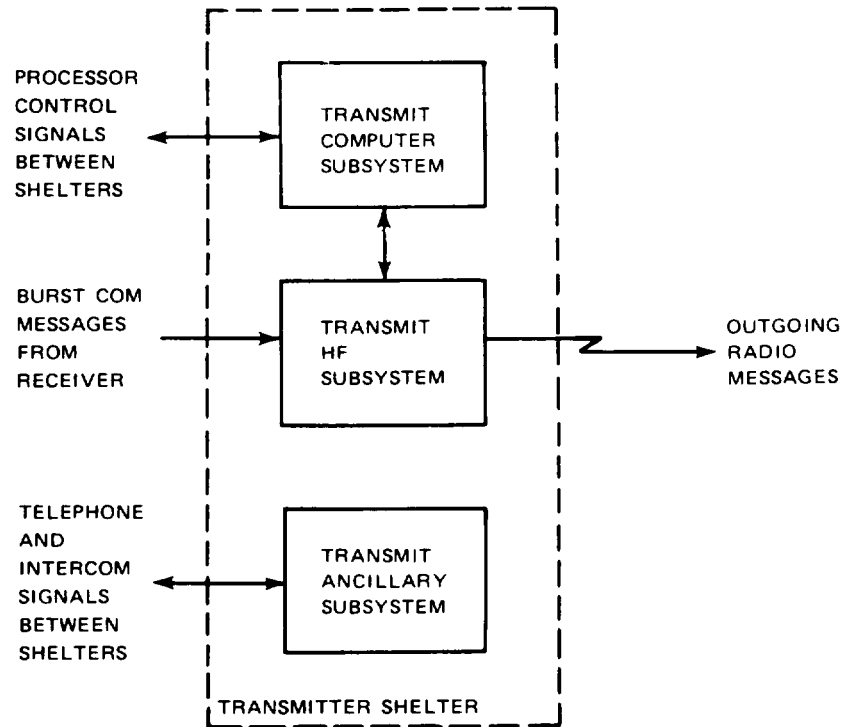 PROCESSOR
CONTROL
SIGNALS
BETWEEN
SHELTERS
TRANSMIT
COMPUTER
SUBSYSTEM
BURST COM
MESSAGES
FROM
RECEIVER
TRANSMIT
HF
SUBSYSTEM
OUTGOING
RADIO
MESSAGES
TELEPHONE
AND
INTERCOM
SIGNALS
BETWEEN
SHELTERS
TRANSMIT
ANCILLARY
SUBSYSTEM
TRANSMITTER SHELTER